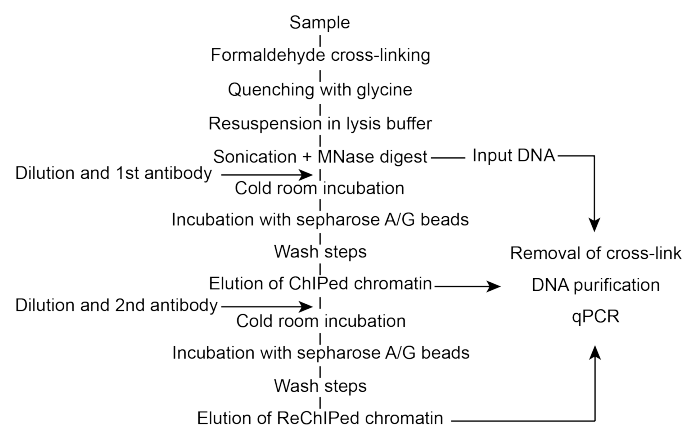 Sample
Formaldehyde cross-linking
Quenching with glycine
Resuspension in lysis buffer
Sonication + MNase digest
Input DNA
Dilution and 1st antibody
Cold room incubation
Incubation with sepharose A/G beads
Wash steps
Elution of ChIPed chromatin
Removal of cross-link
DNA purification
qPCR
Dilution and 2nd antibody
Cold room incubation
Incubation with sepharose A/G beads
Wash steps
Elution of ReChIPed chromatin